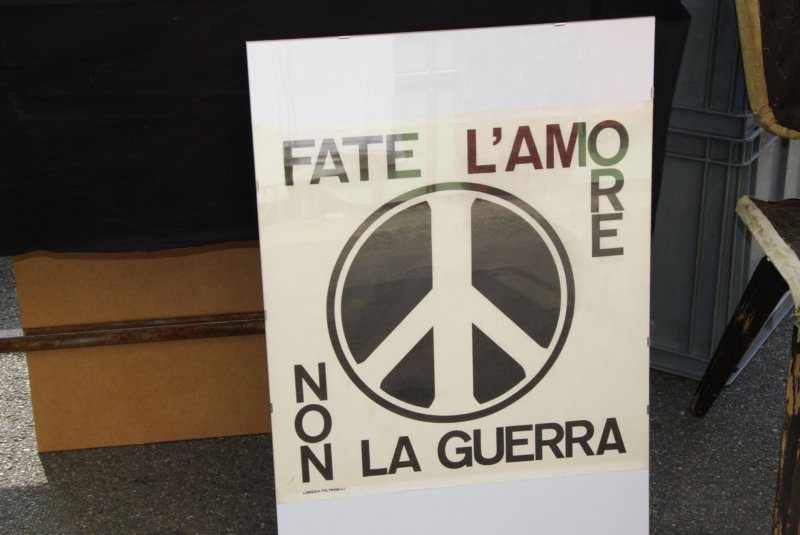 FATE L'AMORE
NON LA GUERRA
LIBRERIA FELTRINELLI